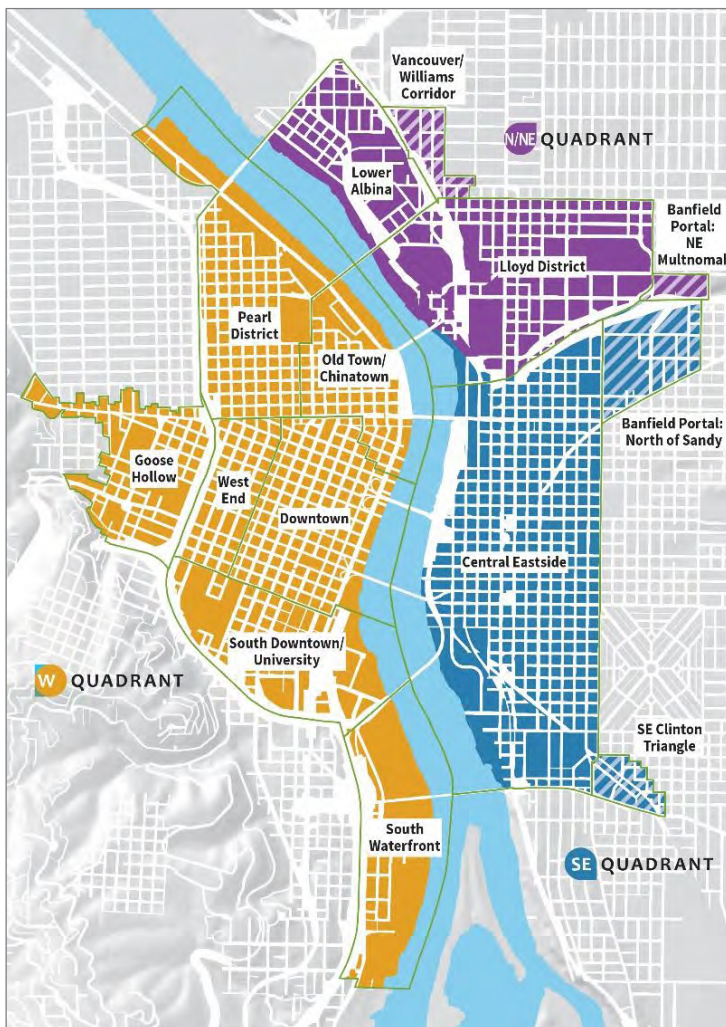 Vancouver/
Williams
Corridor
N/NE QUADRANT
Lower
Albina
Banfield
Portal:
NE
Multnomah
Lloyd District
Pearl
District
Old Town/
Chinatown
Banfield Portal:
North of Sandy
Goose
Hollow
West
End
Downtown
Central Eastside
South Downtown/
University
W QUADRANT
SE Clinton
Triangle
South
Waterfront
SE QUADRANT